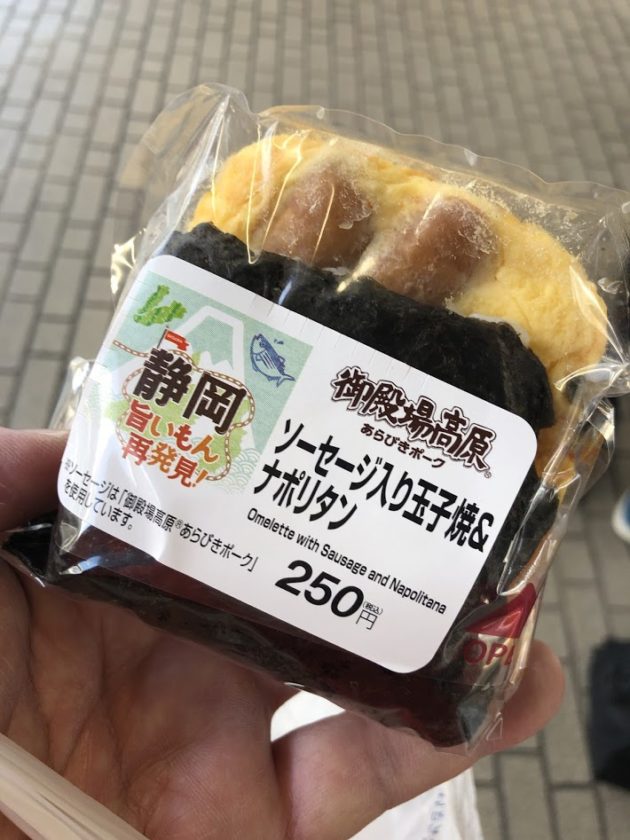 静岡
旨いもん
再発見!
御殿場高原®
あらびきポーク
ソーセージ入り玉子焼&
ナポリタン
Omelette with Sausage and Napolitana
ソーセージは「御殿場高原®あらびきポーク」
を使用しています。
250円
(税込)
OPE